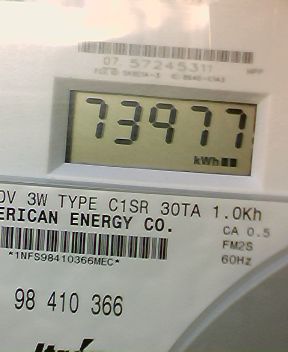 07 57245311
73977
kWh
0V 3W TYPE C1SR 30TA 1.0Kh
ERICAN ENERGY CO.
CA 0.5
*1NFS98410366MEC*
FM2S
60Hz
98 410 366